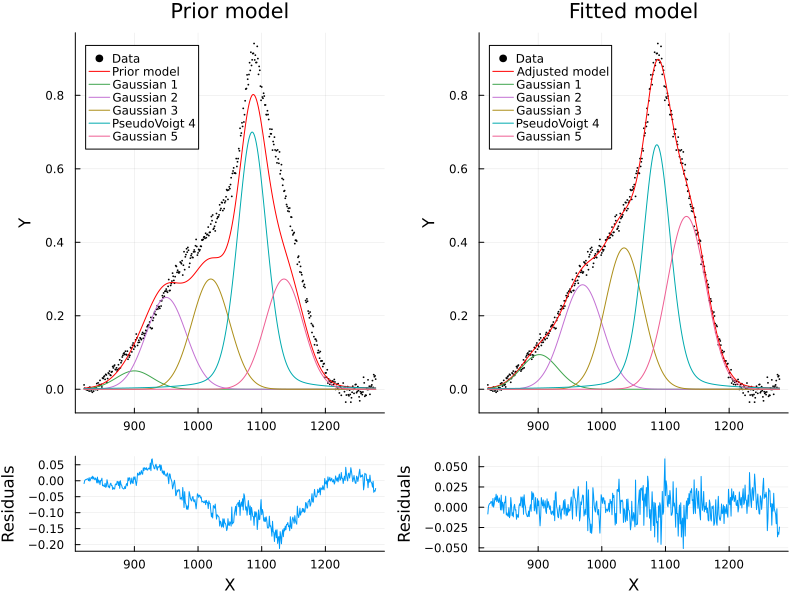 Prior model
Data
Prior model
Gaussian 1
Gaussian 2
Gaussian 3
PseudoVoigt 4
Gaussian 5
Y
0.8
0.6
0.4
0.2
0.0
900 1000 1100 1200
Fitted model
Data
Adjusted model
Gaussian 1
Gaussian 2
Gaussian 3
PseudoVoigt 4
Gaussian 5
Y
0.8
0.6
0.4
0.2
0.0
900 1000 1100 1200
Residuals
0.05
0.00
−0.05
−0.10
−0.15
−0.20
900 1000 1100 1200
X
Residuals
0.050
0.025
0.000
−0.025
−0.050
900 1000 1100 1200
X